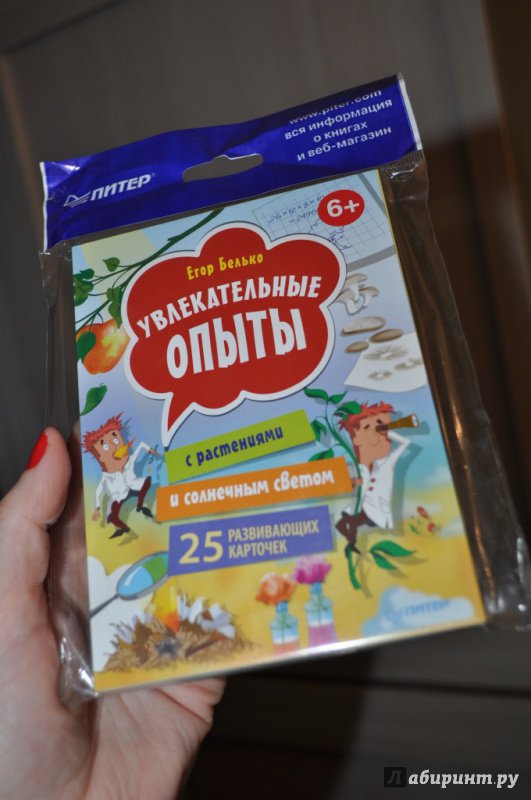 www.piter.com
вся информация
о книгах
и веб-магазин
ПИТЕР
6+
Егор Белько
УВЛЕКАТЕЛЬНЫЕ
ОПЫТЫ
с растениями
и солнечным светом
25 РАЗВИВАЮЩИХ
КАРТОЧЕК
ПИТЕР
Лабиринт.ру